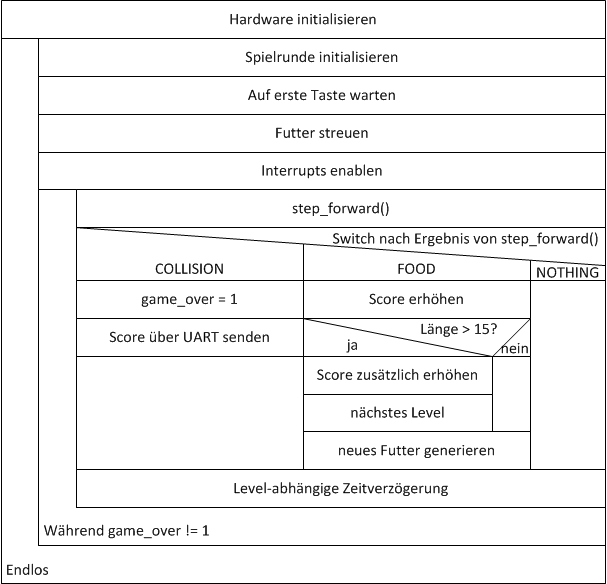 Hardware initialisieren
Spielrunde initialisieren
Auf erste Taste warten
Futter streuen
Interrupts enablen
step_forward()
Switch nach Ergebnis von step_forward()
COLLISION
FOOD
NOTHING
game_over = 1
Score erhöhen
Score über UART senden
Länge > 15?
ja
nein
Score zusätzlich erhöhen
nächstes Level
neues Futter generieren
Level-abhängige Zeitverzögerung
Während game_over != 1
Endlos